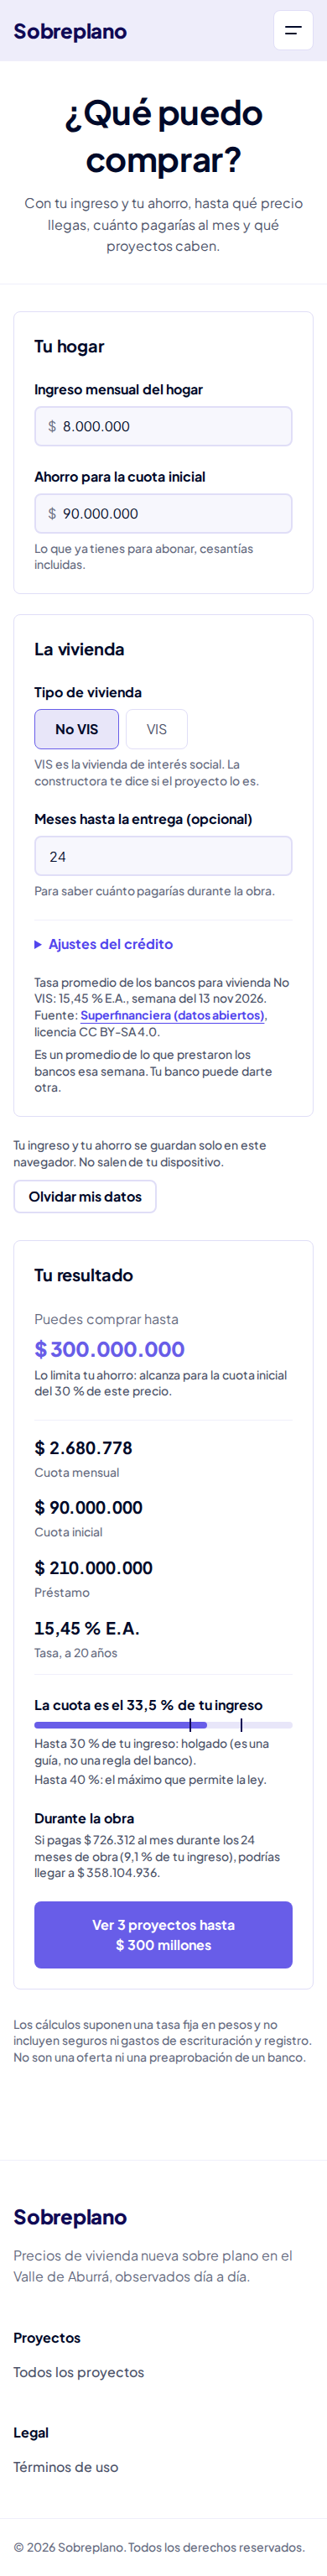 Sobreplano
¿Qué puedo
comprar?
Con tu ingreso y tu ahorro, hasta qué precio
llegas, cuánto pagarías al mes y qué
proyectos caben.
Tu hogar
Ingreso mensual del hogar
$ 8.000.000
Ahorro para la cuota inicial
$ 90.000.000
Lo que ya tienes para abonar, cesantías
incluidas.
La vivienda
Tipo de vivienda
No VIS VIS
VIS es la vivienda de interés social. La
constructora te dice si el proyecto lo es.
Meses hasta la entrega (opcional)
24
Para saber cuánto pagarías durante la obra.
Ajustes del crédito
Tasa promedio de los bancos para vivienda No
VIS: 15,45 % E.A., semana del 13 nov 2026.
Fuente: Superfinanciera (datos abiertos),
licencia CC BY-SA 4.0.
Es un promedio de lo que prestaron los
bancos esa semana. Tu banco puede darte
otra.
Tu ingreso y tu ahorro se guardan solo en este
navegador. No salen de tu dispositivo.
Olvidar mis datos
Tu resultado
Puedes comprar hasta
$ 300.000.000
Lo limita tu ahorro: alcanza para la cuota inicial
del 30 % de este precio.
$ 2.680.778
Cuota mensual
$ 90.000.000
Cuota inicial
$ 210.000.000
Préstamo
15,45 % E.A.
Tasa, a 20 años
La cuota es el 33,5 % de tu ingreso
Hasta 30 % de tu ingreso: holgado (es una
guía, no una regla del banco).
Hasta 40 %: el máximo que permite la ley.
Durante la obra
Si pagas $ 726.312 al mes durante los 24
meses de obra (9,1 % de tu ingreso), podrías
llegar a $ 358.104.936.
Ver 3 proyectos hasta
$ 300 millones
Los cálculos suponen una tasa fija en pesos y no
incluyen seguros ni gastos de escrituración y registro.
No son una oferta ni una preaprobación de un banco.
Sobreplano
Precios de vivienda nueva sobre plano en el
Valle de Aburrá, observados día a día.
Proyectos
Todos los proyectos
Legal
Términos de uso
© 2026 Sobreplano. Todos los derechos reservados.